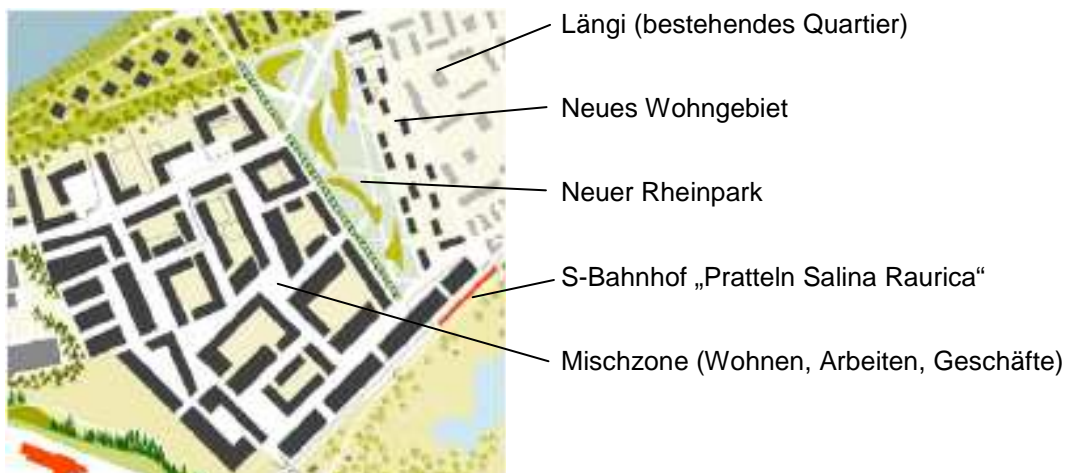 Längi (bestehendes Quartier)
Neues Wohngebiet
Neuer Rheinpark
S-Bahnhof „Pratteln Salina Raurica“
Mischzone (Wohnen, Arbeiten, Geschäfte)